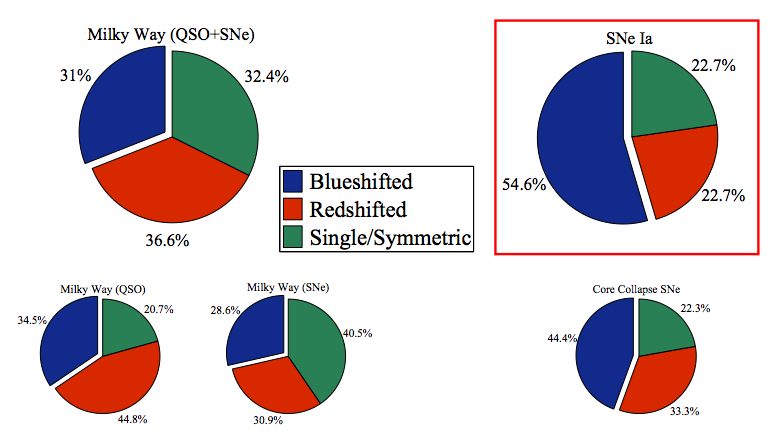 Milky Way (QSO+SNe)
31%
32.4%
36.6%
SNe Ia
22.7%
54.6%
22.7%
Blueshifted
Redshifted
Single/Symmetric
Milky Way (QSO)
34.5%
20.7%
44.8%
Milky Way (SNe)
28.6%
40.5%
30.9%
Core Collapse SNe
22.3%
44.4%
33.3%